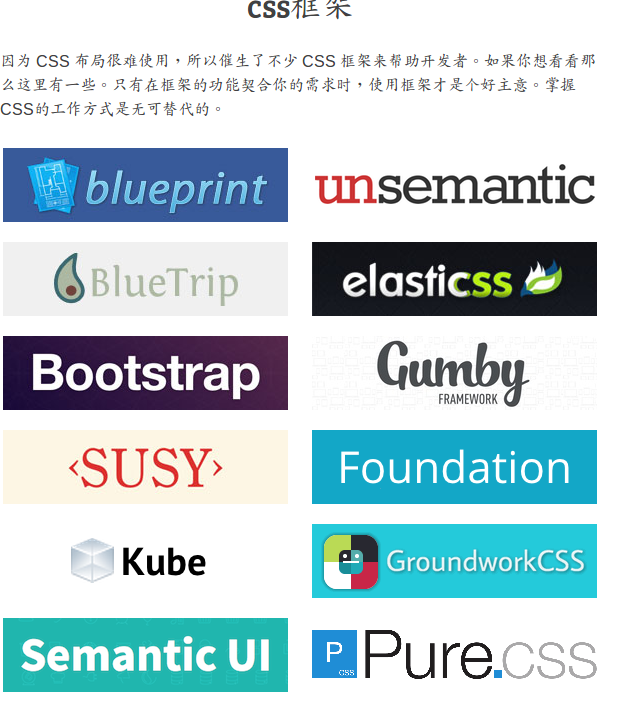 css框架
因为 CSS 布局很难使用，所以催生了不少 CSS 框架来帮助开发者。如果你想看看那
么这里有一些。只有在框架的功能契合你的需求时，使用框架才是个好主意。掌握
CSS的工作方式是无可替代的。
blueprint
unsemantic
BlueTrip
elasticss
Bootstrap
Gumby
FRAMEWORK
‹SUSY›
Foundation
Kube
GroundworkCSS
Semantic UI
P
css
Pure.css